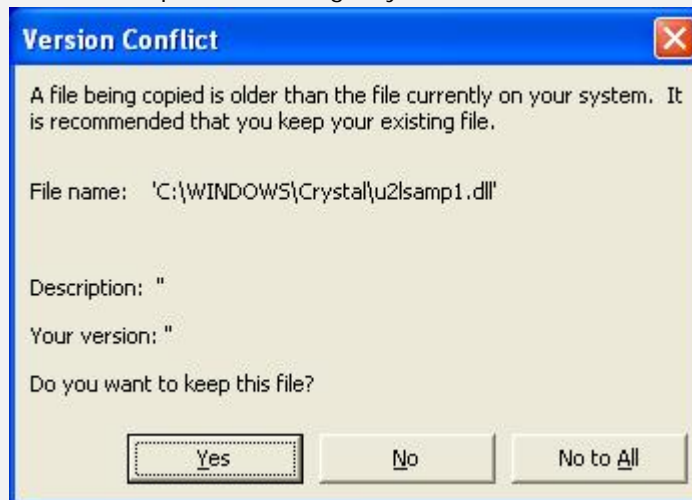 Version Conflict
A file being copied is older than the file currently on your system. It
is recommended that you keep your existing file.
File name: 'C:\WINDOWS\Crystal\u2lsamp1.dll'
Description: ''
Your version: ''
Do you want to keep this file?
Yes No No to All